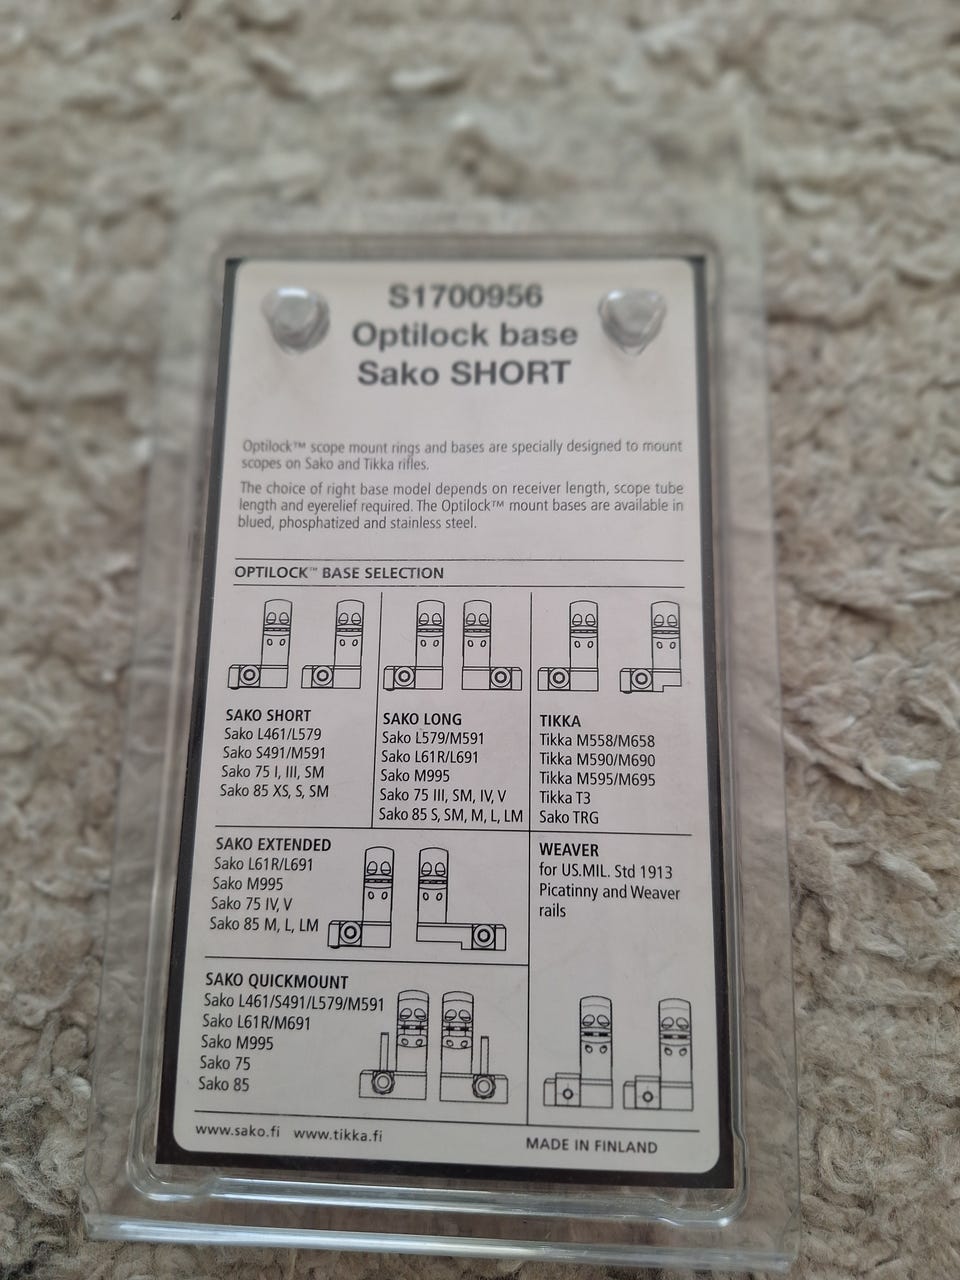 S1700956
Optilock base
Sako SHORT
Optilock™ scope mount rings and bases are specially designed to mount
scopes on Sako and Tikka rifles.
The choice of right base model depends on receiver length, scope tube
length and eyerelief required. The Optilock™ mount bases are available in
blued, phosphatized and stainless steel.
OPTILOCK™ BASE SELECTION
SAKO SHORT
Sako L461/L579
Sako S491/M591
Sako 75 I, III, SM
Sako 85 XS, S, SM
SAKO LONG
Sako L579/M591
Sako L61R/L691
Sako M995
Sako 75 III, SM, IV, V
Sako 85 S, SM, M, L, LM
TIKKA
Tikka M558/M658
Tikka M590/M690
Tikka M595/M695
Tikka T3
Sako TRG
SAKO EXTENDED
Sako L61R/L691
Sako M995
Sako 75 IV, V
Sako 85 M, L, LM
WEAVER
for US.MIL. Std 1913
Picatinny and Weaver
rails
SAKO QUICKMOUNT
Sako L461/S491/L579/M591
Sako L61R/M691
Sako M995
Sako 75
Sako 85
www.sako.fi www.tikka.fi
MADE IN FINLAND